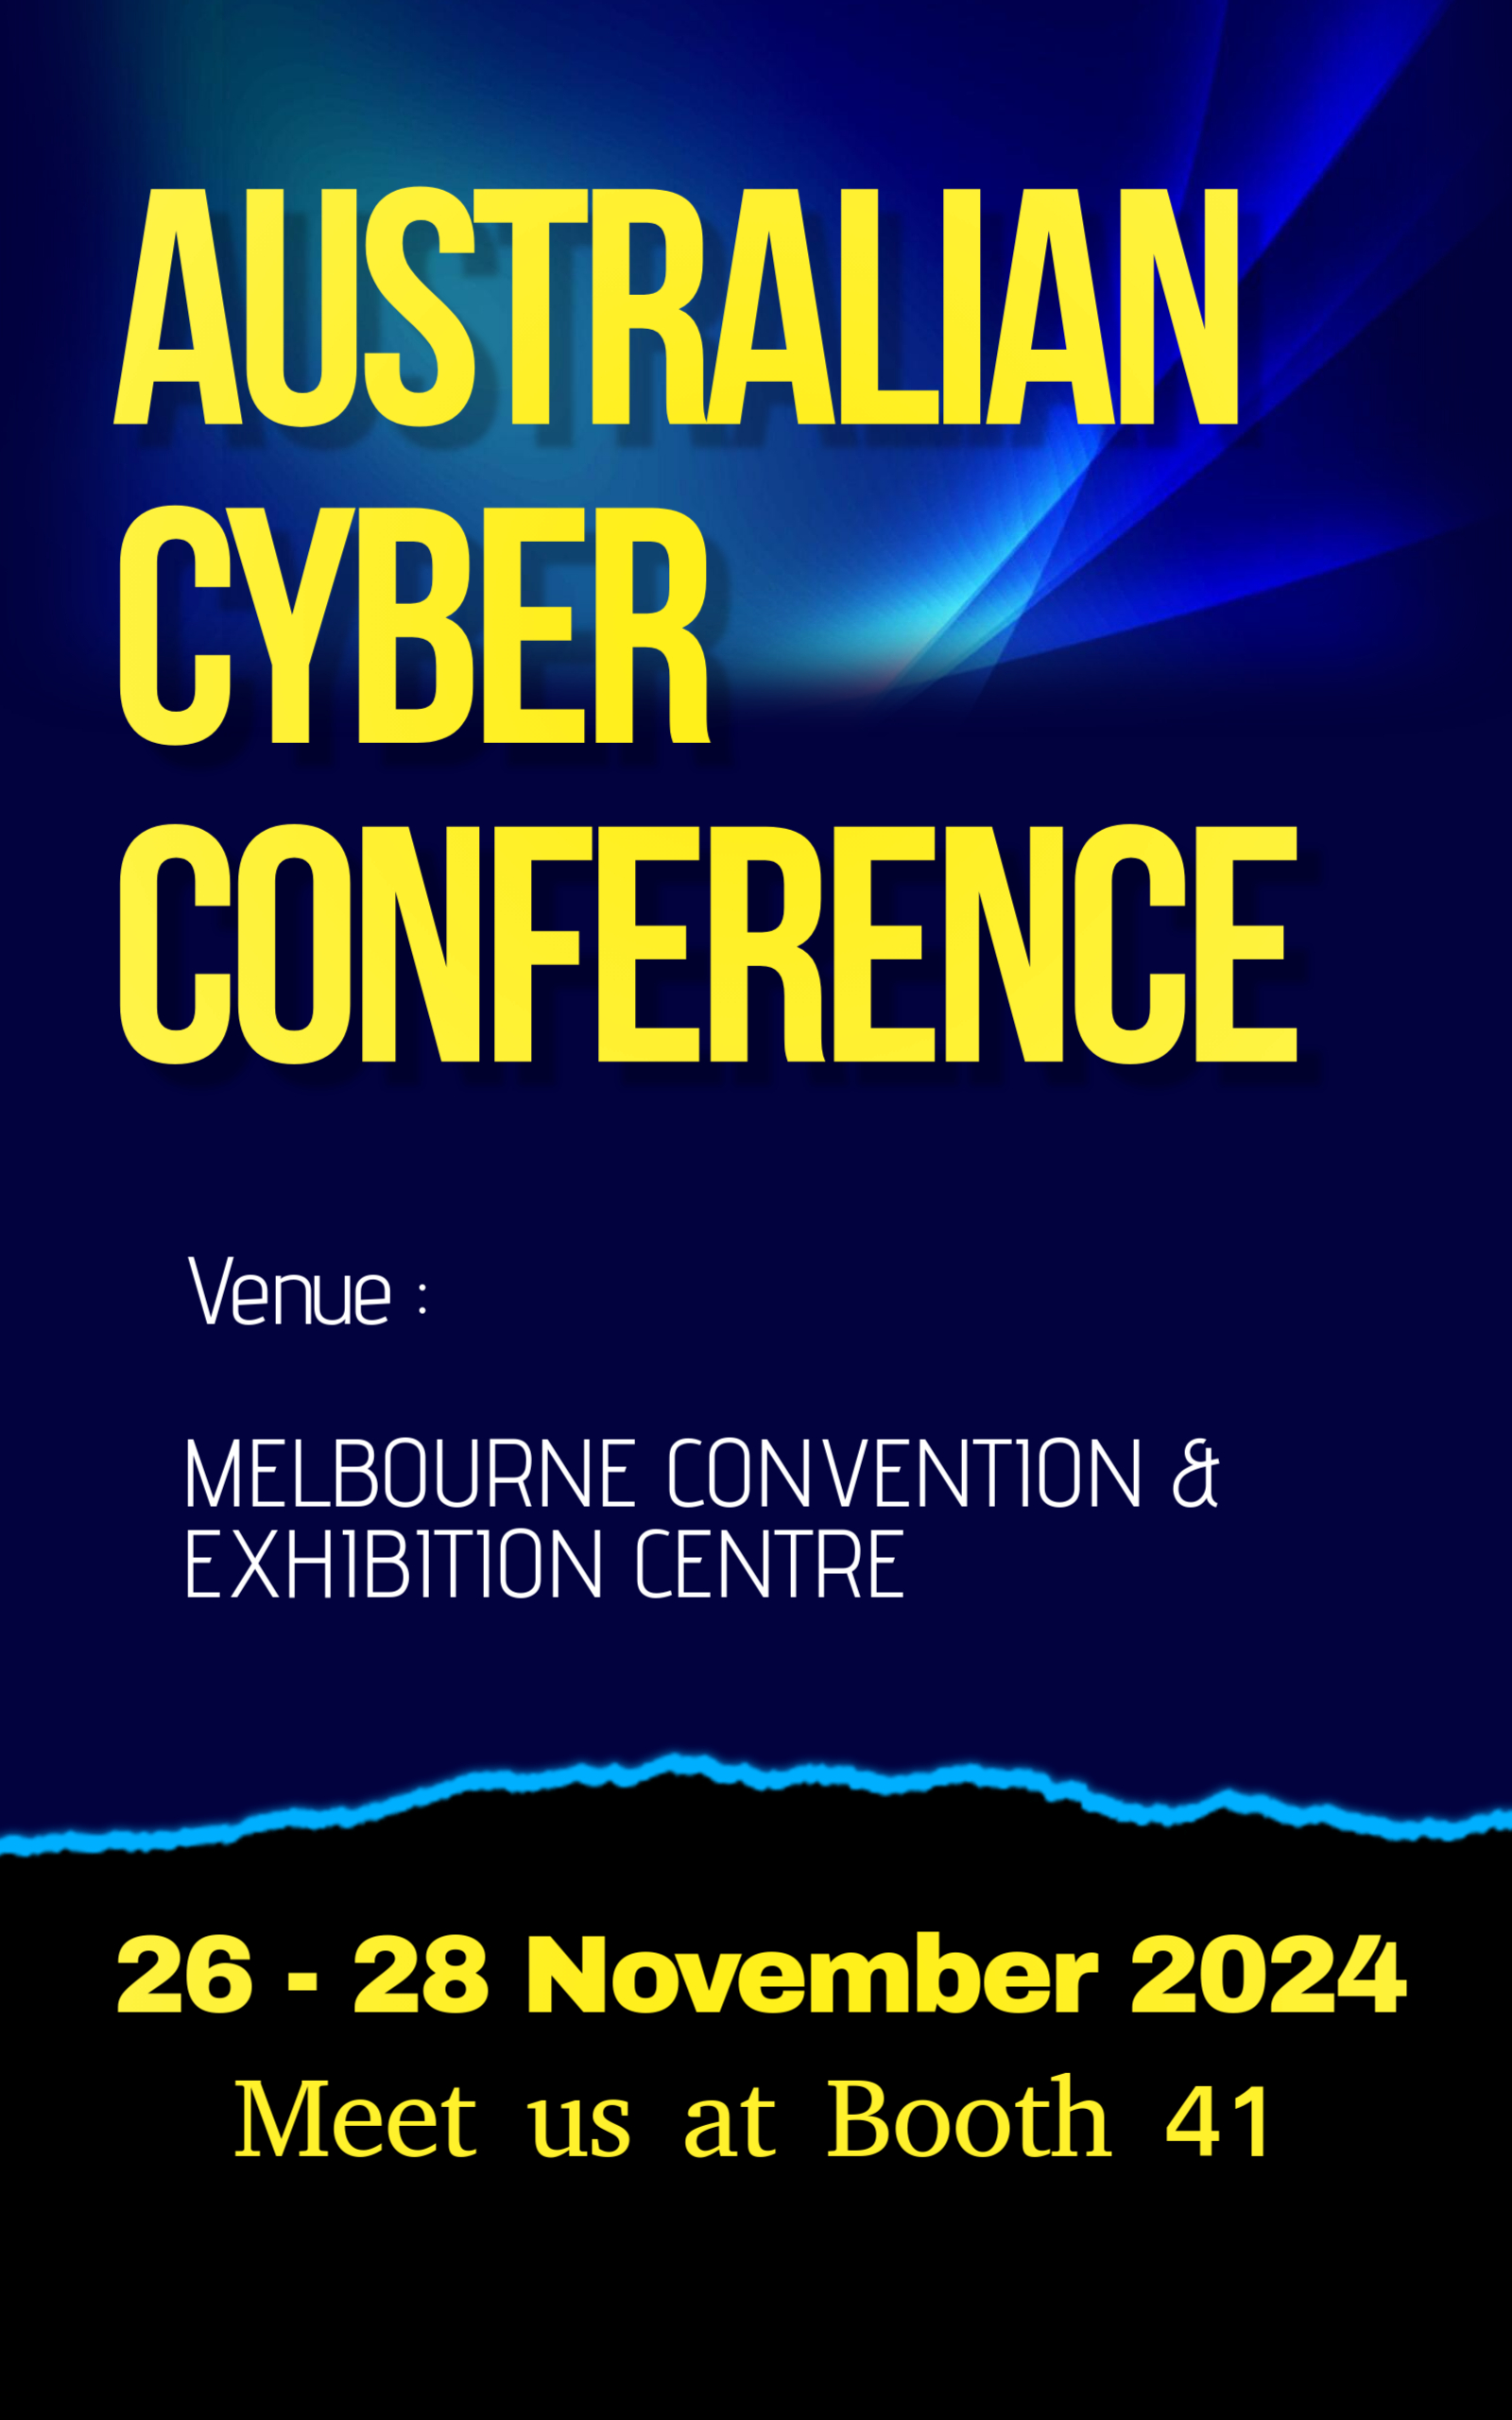 AUSTRALIAN
CYBER
CONFERENCE
Venue :
MELBOURNE CONVENTION &
EXHIBITION CENTRE
26 - 28 November 2024
Meet us at Booth 41